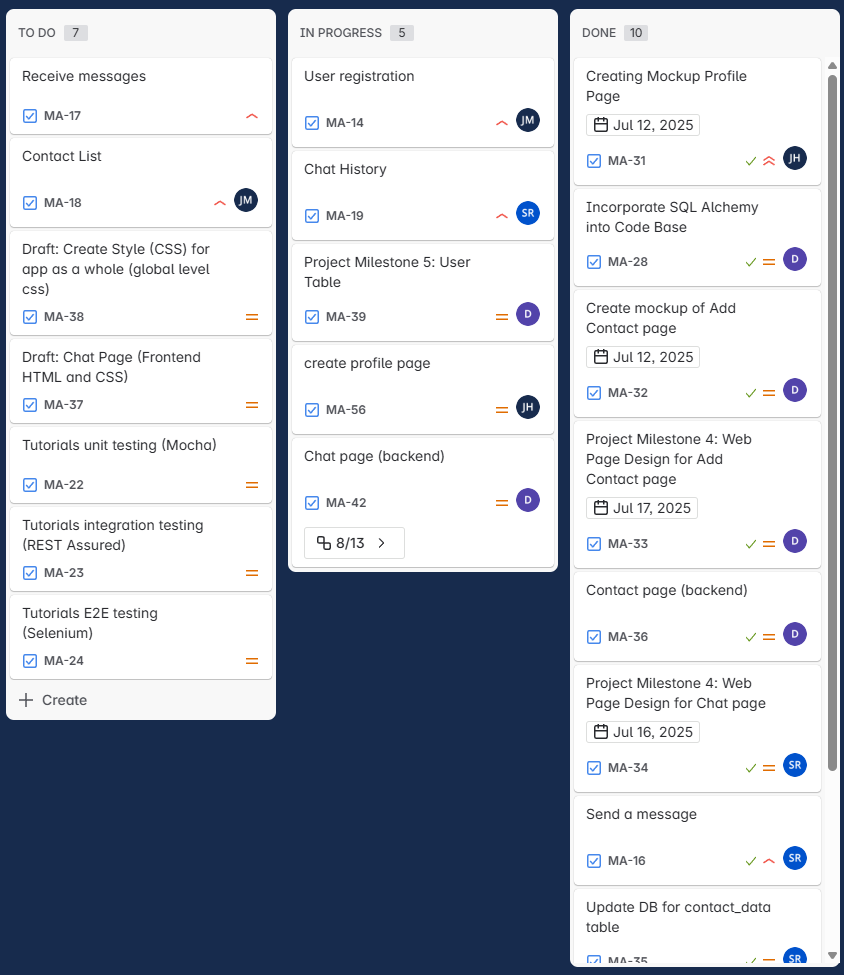 TO DO 7
Receive messages
MA-17
Contact List
MA-18 JM
Draft: Create Style (CSS) for
app as a whole (global level
css)
MA-38
Draft: Chat Page (Frontend
HTML and CSS)
MA-37
Tutorials unit testing (Mocha)
MA-22
Tutorials integration testing
(REST Assured)
MA-23
Tutorials E2E testing
(Selenium)
MA-24
Create
IN PROGRESS 5
User registration
MA-14 JM
Chat History
MA-19 SR
Project Milestone 5: User
Table
MA-39 D
create profile page
MA-56 JH
Chat page (backend)
MA-42 D
8/13
DONE 10
Creating Mockup Profile
Page
Jul 12, 2025
MA-31 JH
Incorporate SQL Alchemy
into Code Base
MA-28 D
Create mockup of Add
Contact page
Jul 12, 2025
MA-32 D
Project Milestone 4: Web
Page Design for Add
Contact page
Jul 17, 2025
MA-33 D
Contact page (backend)
MA-36 D
Project Milestone 4: Web
Page Design for Chat page
Jul 16, 2025
MA-34 SR
Send a message
MA-16 SR
Update DB for contact_data
table
MA-35 SR